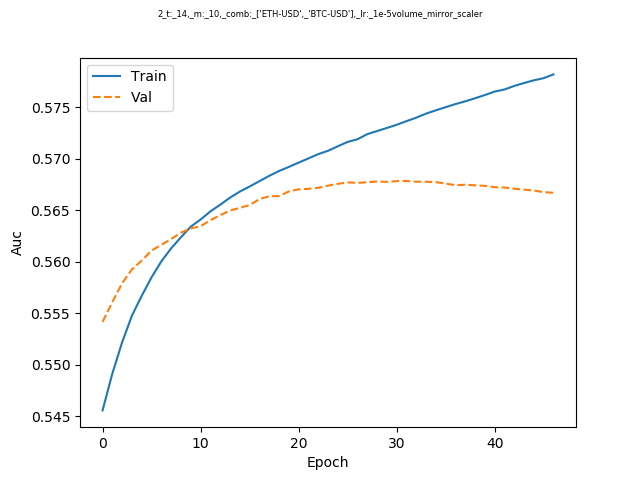 2_t:_14,_m:_10,_comb:_['ETH-USD',_'BTC-USD'],_lr:_1e-5volume_mirror_scaler
Train
Val
0.575
0.570
0.565
0.560
0.555
0.550
0.545
Auc
0 10 20 30 40
Epoch